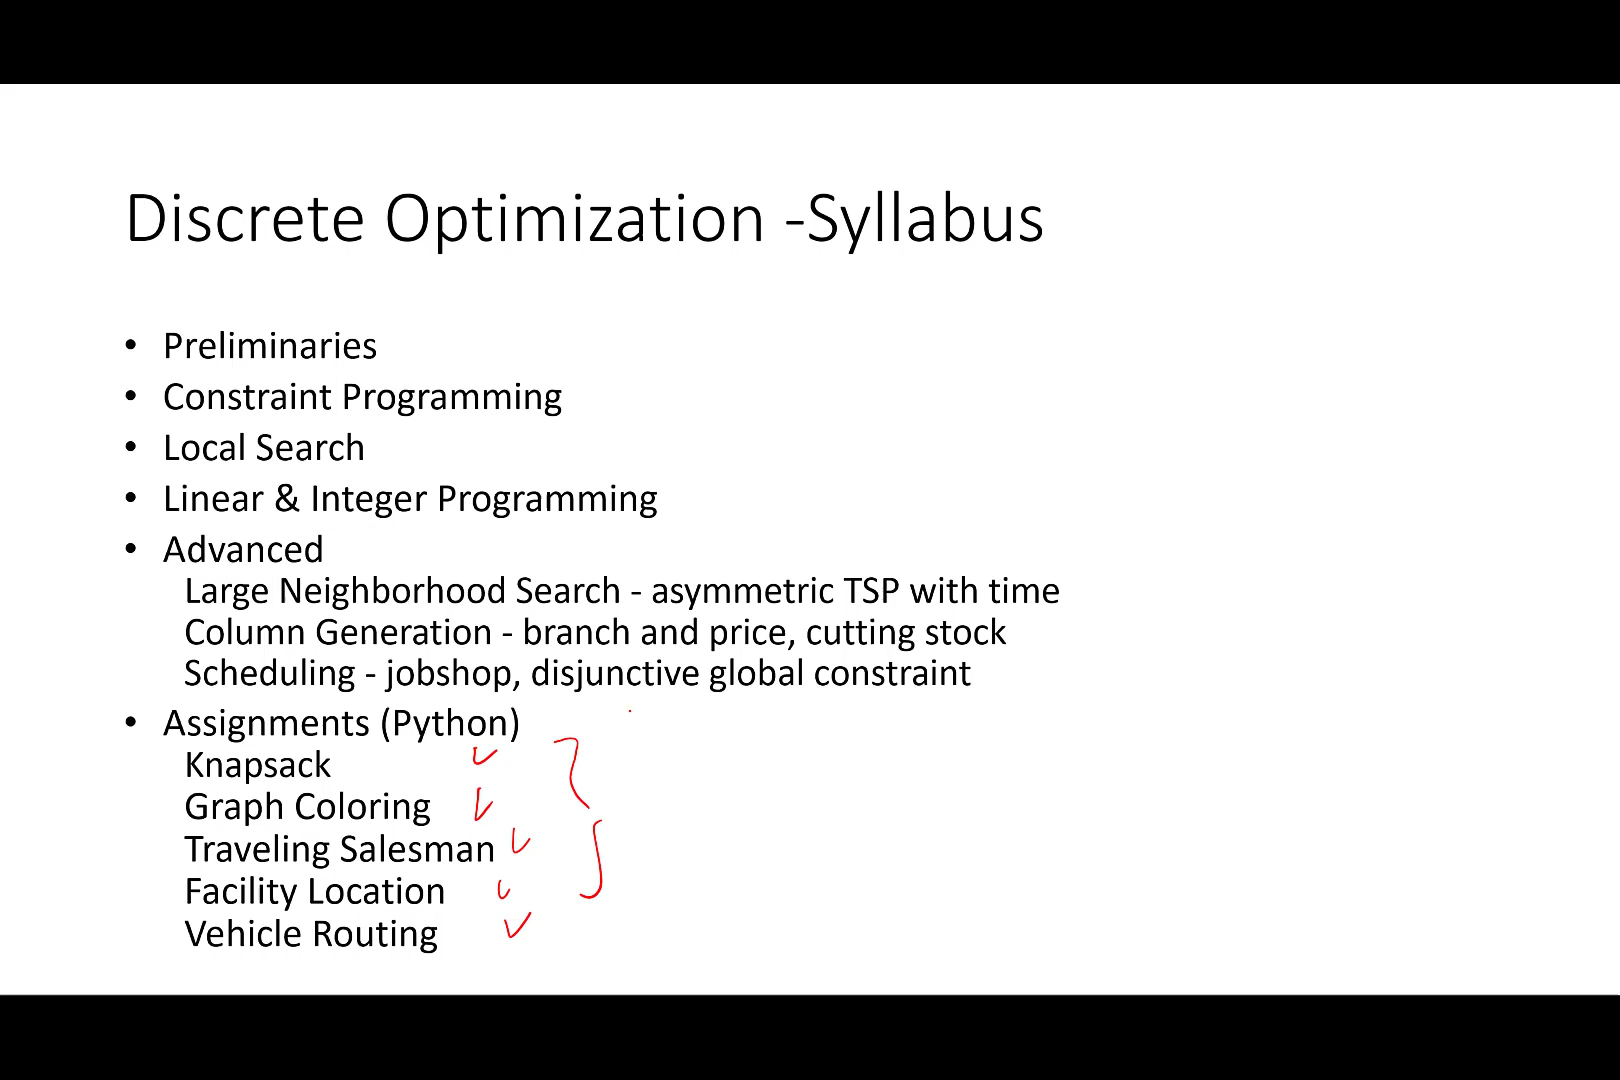 Discrete Optimization -Syllabus
• Preliminaries
• Constraint Programming
• Local Search
• Linear & Integer Programming
• Advanced
Large Neighborhood Search - asymmetric TSP with time
Column Generation - branch and price, cutting stock
Scheduling - jobshop, disjunctive global constraint
• Assignments (Python)
Knapsack
Graph Coloring
Traveling Salesman
Facility Location
Vehicle Routing